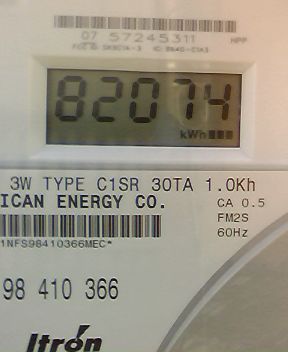 07 57245311 HPP
82074
kWh
3W TYPE C1SR 30TA 1.0Kh
ICAN ENERGY CO. CA 0.5
FM2S
60Hz
1NFS98410366MEC*
98 410 366
Itron